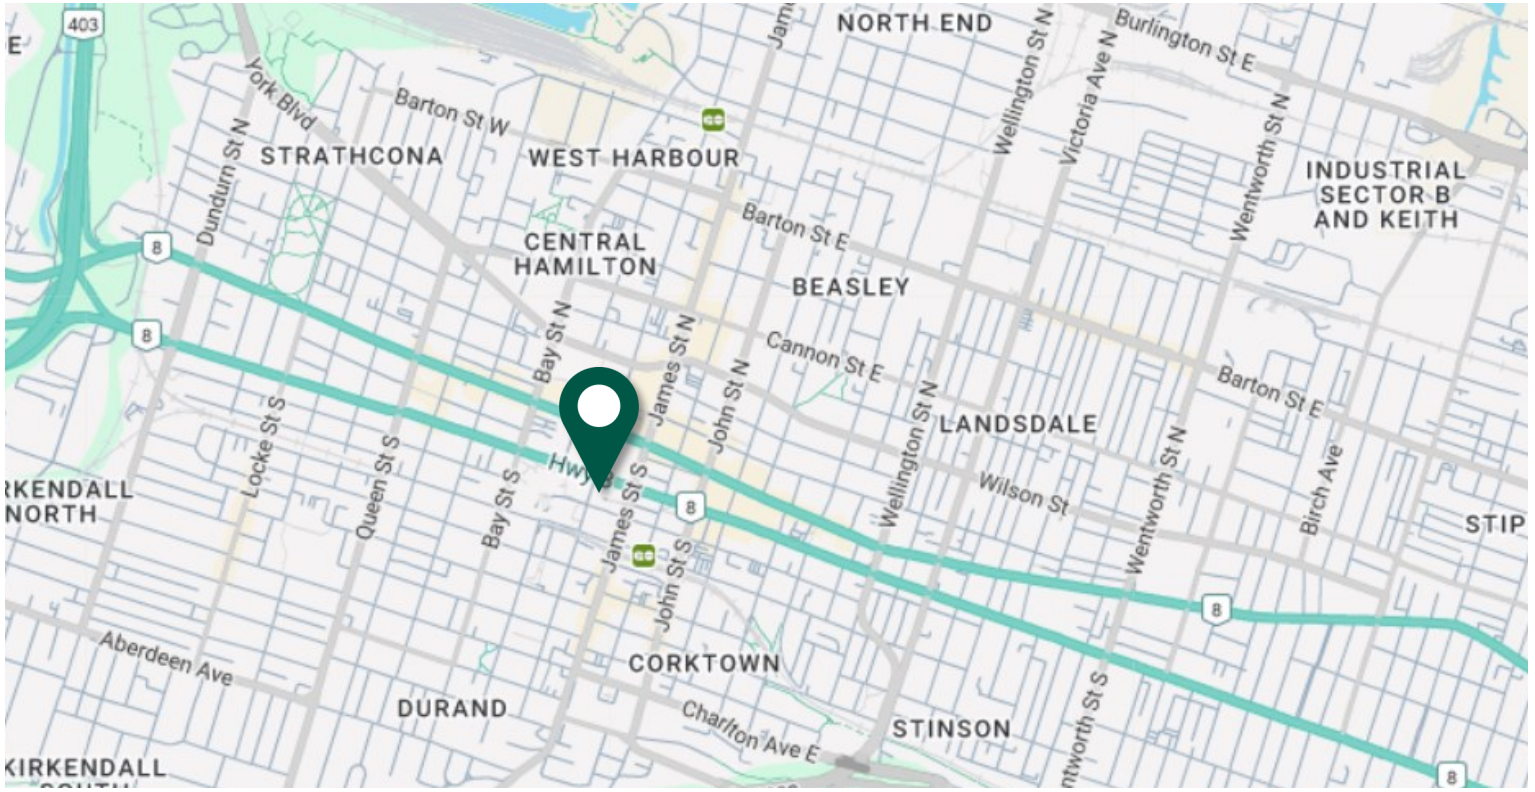 403
NORTH END
Burlington St E
E
York Blvd
Barton St W
GO
Wellington St N
Victoria Ave N
Wentworth St N
STRATHCONA
WEST HARBOUR
INDUSTRIAL
SECTOR B
AND KEITH
Dundurn St N
Barton St E
8
CENTRAL
HAMILTON
BEASLEY
8
Bay St N
James St N
Cannon St E
John St N
Barton St E
Locke St S
Queen St S
Wellington St N
LANDSDALE
Hwy 8
Bay St S
James St S
8
Wilson St
Wentworth St N
Birch Ave
RKENDALL
NORTH
STIP
GO
John St S
8
Aberdeen Ave
CORKTOWN
DURAND
Charlton Ave E
STINSON
ntworth St S
KIRKENDALL
SOUTH
8